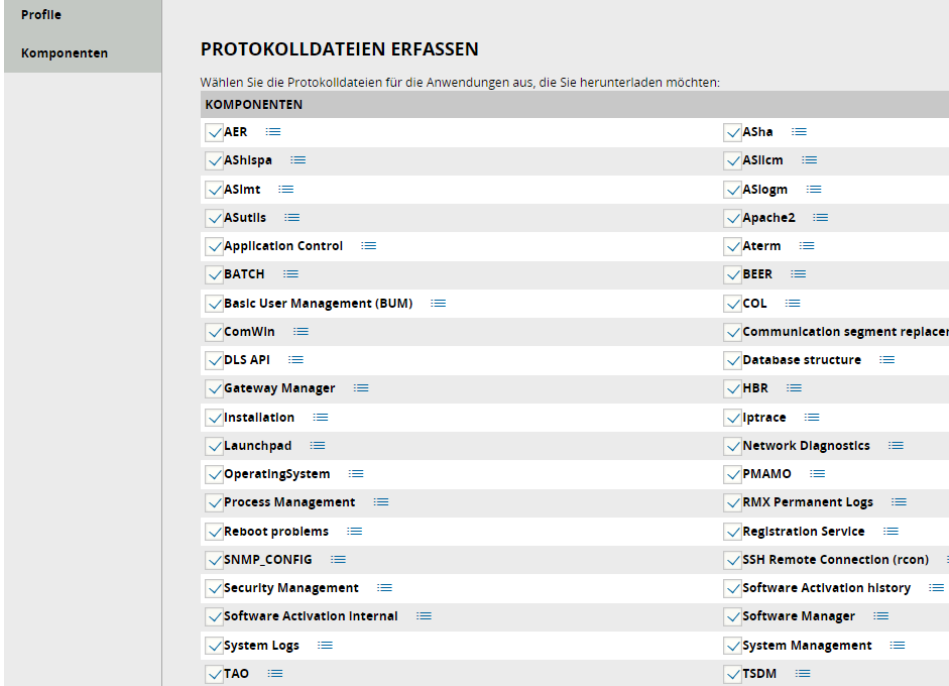 Profile
Komponenten
PROTOKOLLDATEIEN ERFASSEN
Wählen Sie die Protokolldateien für die Anwendungen aus, die Sie herunterladen möchten:
KOMPONENTEN
AER ASha
AShispa ASlicm
ASlmt ASlogm
ASutils Apache2
Application Control Aterm
BATCH BEER
Basic User Management (BUM) COL
ComWin Communication segment
DLS API Database structure
Gateway Manager HBR
Installation Iptrace
Launchpad Network Diagnostics
OperatingSystem PMAMO
Process Management RMX Permanent Logs
Reboot problems Registration Service
SNMP_CONFIG SSH Remote Connection (rcon)
Security Management Software Activation history
Software Activation Internal Software Manager
System Logs System Management
TAO TSDM